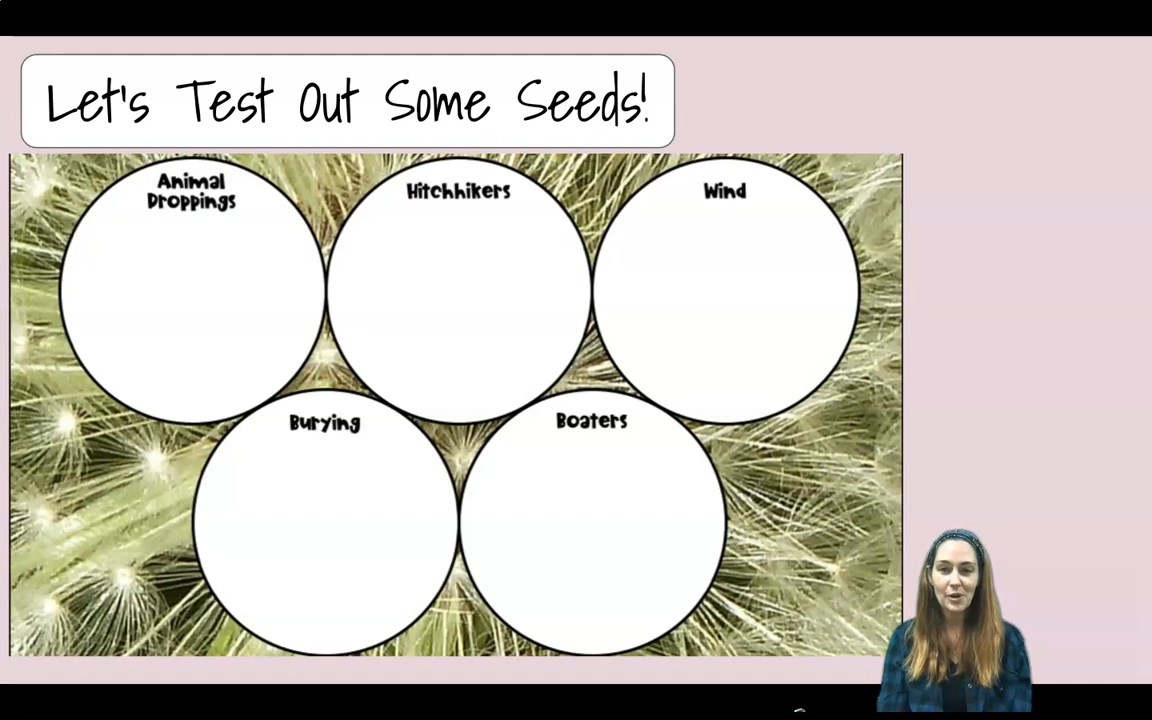 Let's Test Out Some Seeds!
Animal
Droppings
Hitchhikers
Wind
Burying
Boaters